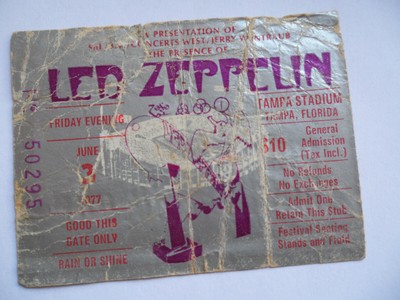 A PRESENTATION OF
CONCERTS WEST, JERRY WEINTRAUB
THE PRESENCE OF
LED ZEPPELIN
FRIDAY EVENING
JUNE
3
1977
GOOD THIS
DATE ONLY
RAIN OR SHINE
TAMPA STADIUM
TAMPA, FLORIDA
$10
General
Admission
(Tax Incl.)
No Refunds
No Exchanges
Admit One
Retain This Stub
Festival Seating
Stands and Field
50295